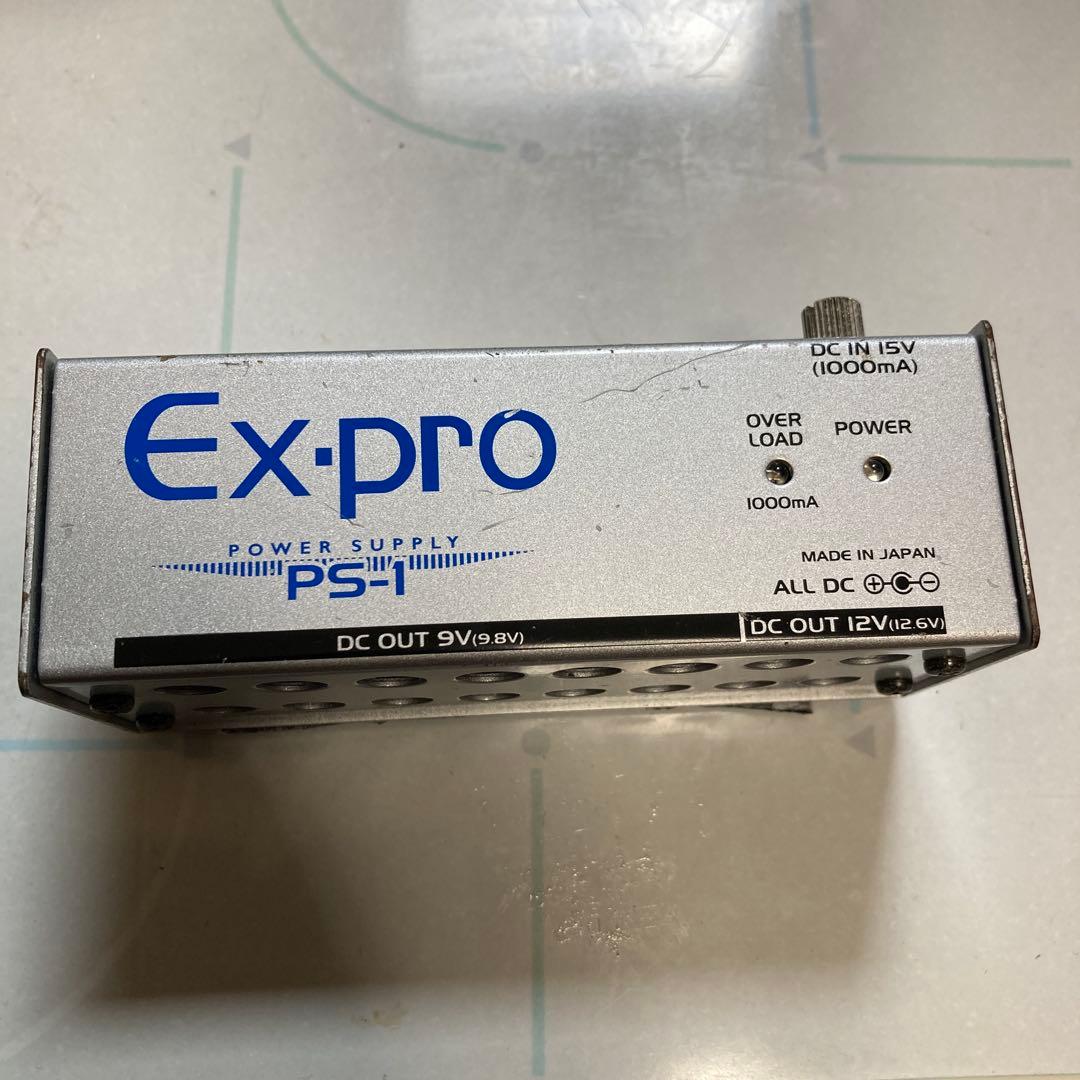 DC IN 15V
(1000mA)
Ex·pro
OVER
LOAD
POWER
1000mA
POWER SUPPLY
PS-1
MADE IN JAPAN
ALL DC + −
DC OUT 9V(9.8V)
DC OUT 12V(12.6V)